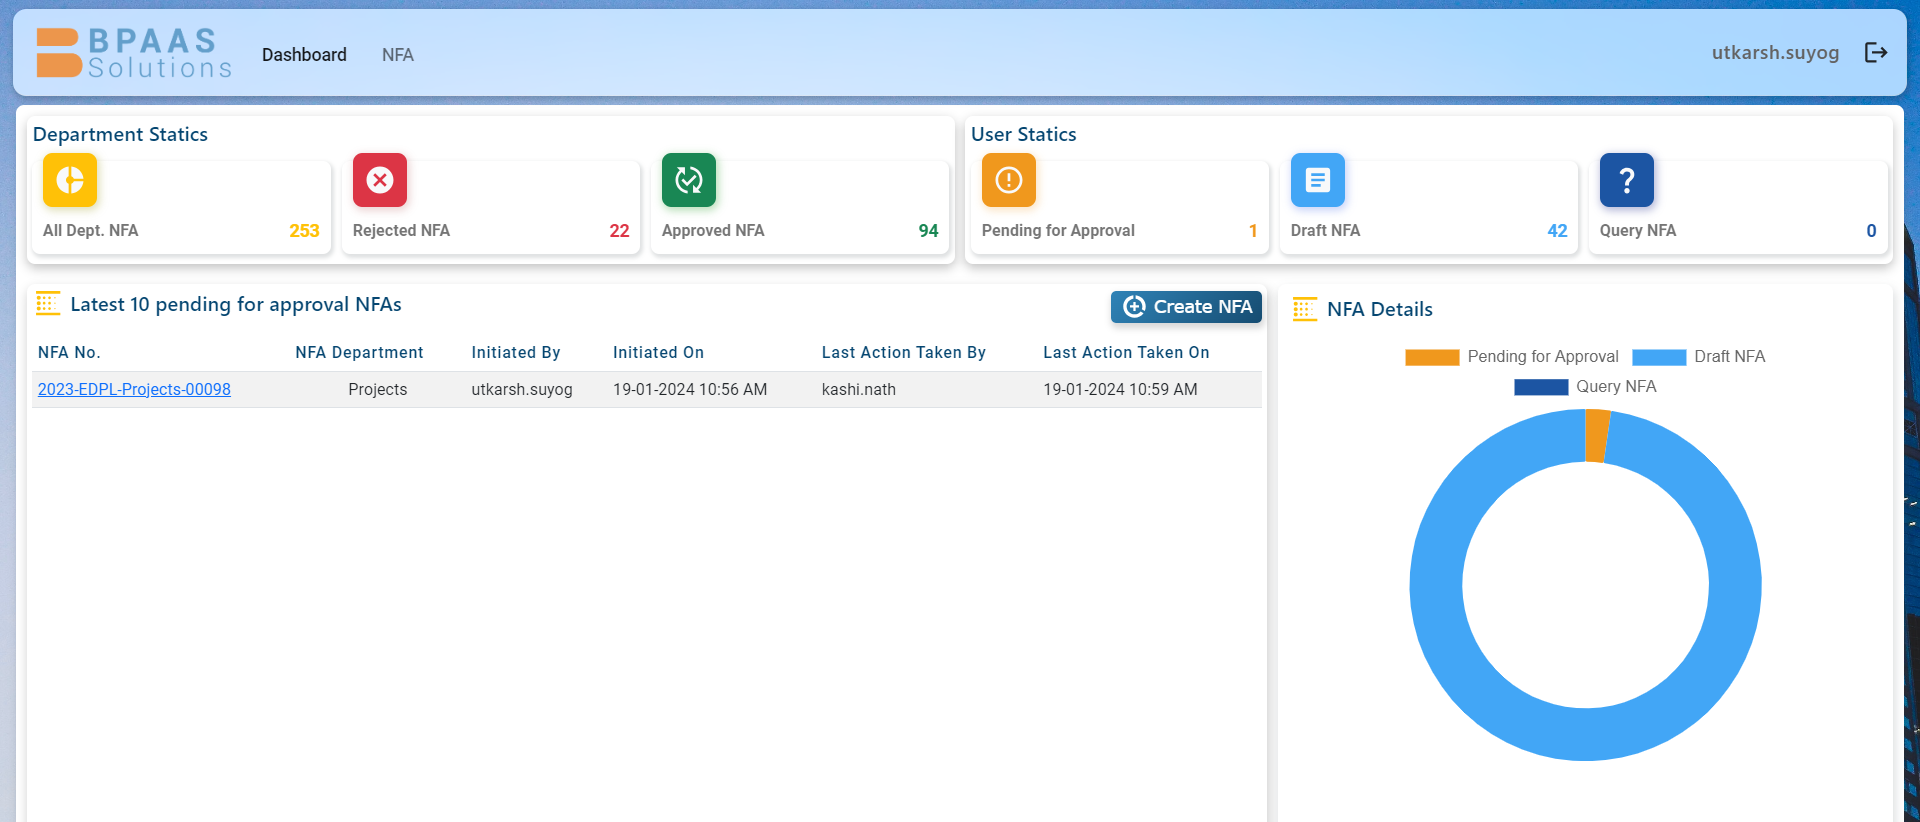 BPAAS
Solutions
Dashboard NFA
utkarsh.suyog
Department Statics
All Dept. NFA 253
Rejected NFA 22
Approved NFA 94
User Statics
Pending for Approval 1
Draft NFA 42
Query NFA 0
Latest 10 pending for approval NFAs
Create NFA
NFA No. NFA Department Initiated By Initiated On Last Action Taken By Last Action Taken On
2023-EDPL-Projects-00098 Projects utkarsh.suyog 19-01-2024 10:56 AM kashi.nath 19-01-2024 10:59 AM
NFA Details
Pending for Approval Draft NFA
Query NFA